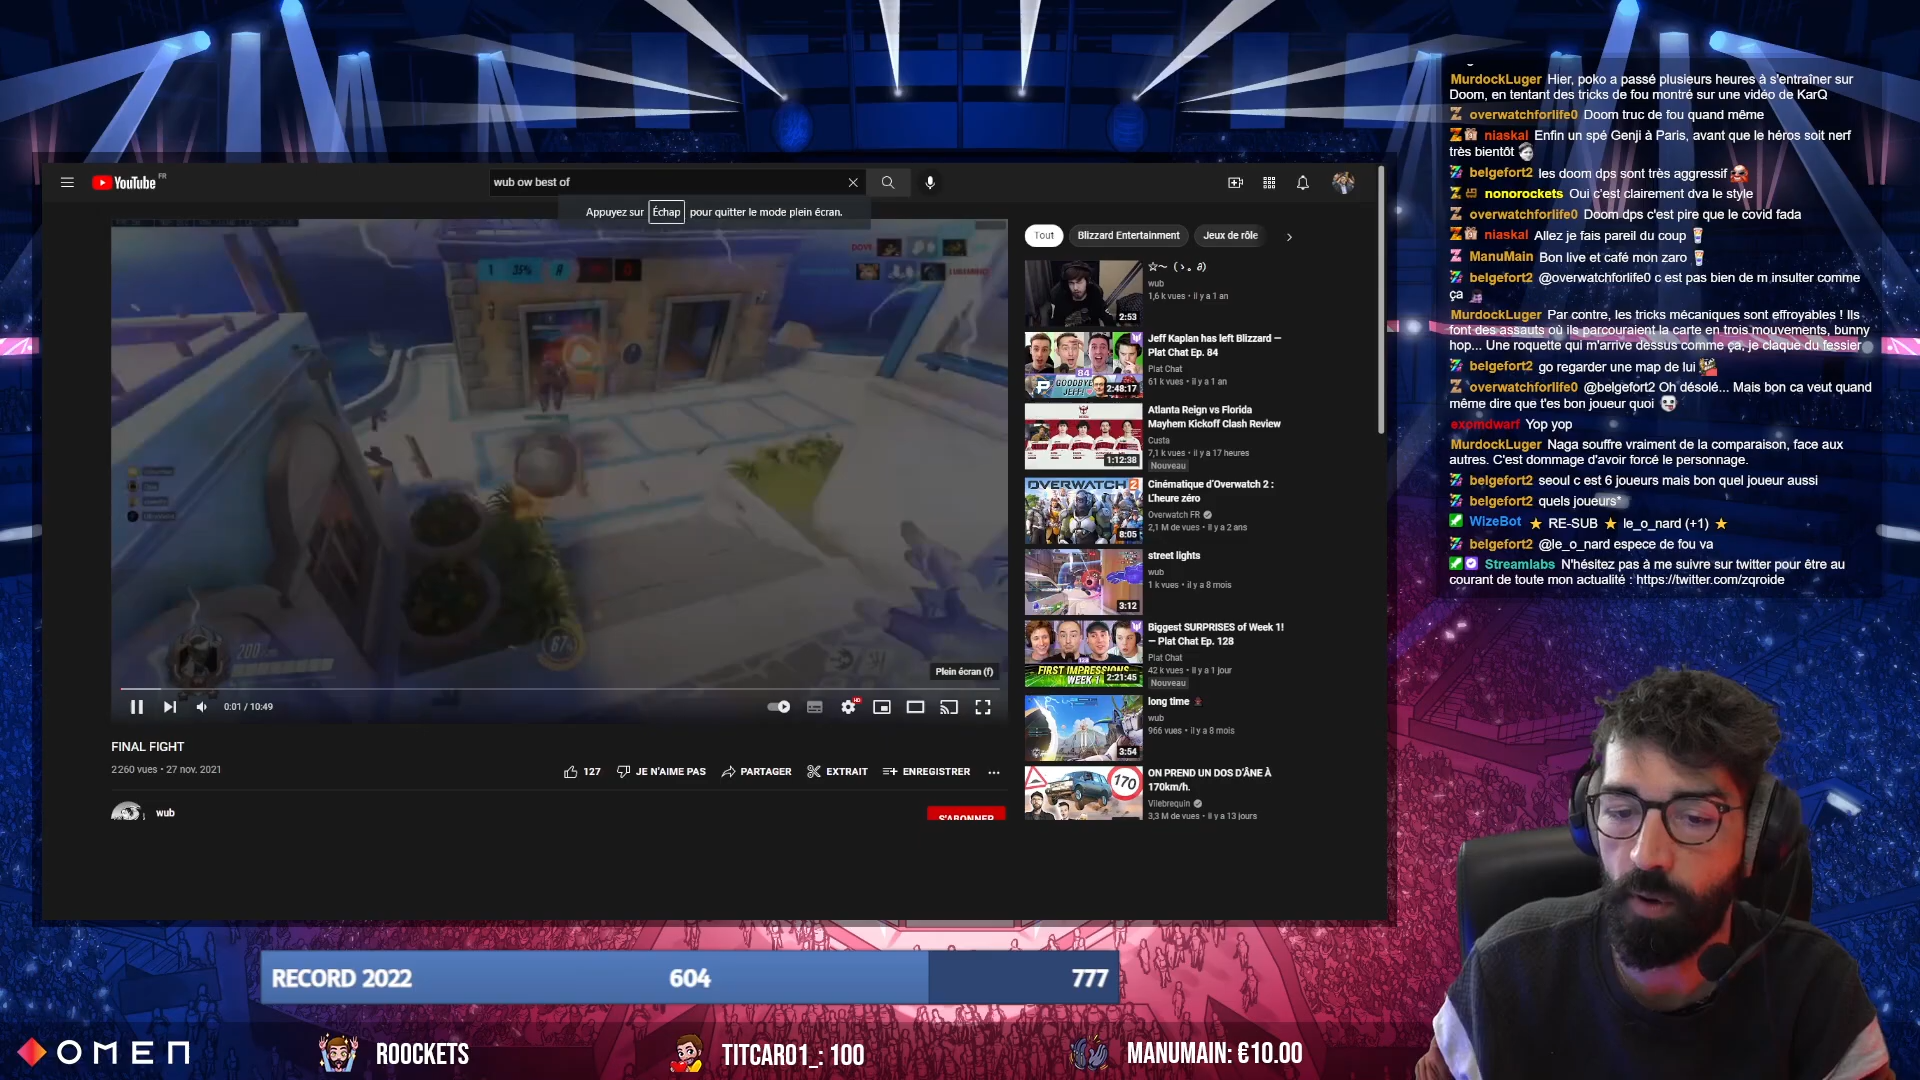 YouTube FR
wub ow best of
Appuyez sur Échap pour quitter le mode plein écran.
1 35% A
200
67%
Plein écran (f)
0:01 / 10:49
HD
FINAL FIGHT
2 260 vues • 27 nov. 2021
127
JE N'AIME PAS
PARTAGER
EXTRAIT
ENREGISTRER
wub
S'ABONNER
Tout
Blizzard Entertainment
Jeux de rôle
wub
1,6 k vues • il y a 1 an
2:53
Jeff Kaplan has left Blizzard —
Plat Chat Ep. 84
Plat Chat
61 k vues • il y a 1 an
84
GOODBYE
JEFF!
2:48:17
Atlanta Reign vs Florida
Mayhem Kickoff Clash Review
Custa
7,1 k vues • il y a 17 heures
Nouveau
1:12:38
OVERWATCH 2
Cinématique d'Overwatch 2 :
L'heure zéro
Overwatch FR
2,1 M de vues • il y a 2 ans
8:05
street lights
wub
1 k vues • il y a 8 mois
3:12
Biggest SURPRISES of Week 1!
— Plat Chat Ep. 128
Plat Chat
42 k vues • il y a 1 jour
Nouveau
FIRST IMPRESSIONS
WEEK 1
2:21:45
long time
wub
966 vues • il y a 8 mois
3:54
ON PREND UN DOS D'ÂNE À
170km/h.
Vilebrequin
3,3 M de vues • il y a 13 jours
170
MurdockLuger Hier, poko a passé plusieurs heures à s'entraîner sur
Doom, en tentant des tricks de fou montré sur une vidéo de KarQ
overwatchforlife0 Doom truc de fou quand même
niaskal Enfin un spé Genji à Paris, avant que le héros soit nerf
très bientôt
belgefort2 les doom dps sont très aggressif
nonorockets Oui c'est clairement dva le style
overwatchforlife0 Doom dps c'est pire que le covid fada
niaskal Allez je fais pareil du coup
ManuMain Bon live et café mon zaro
belgefort2 @overwatchforlife0 c est pas bien de m insulter comme
ça
MurdockLuger Par contre, les tricks mécaniques sont effroyables ! Ils
font des assauts où ils parcouraient la carte en trois mouvements, bunny
hop... Une roquette qui m'arrive dessus comme ça, je claque du fessier
belgefort2 go regarder une map de lui
overwatchforlife0 @belgefort2 Oh désolé... Mais bon ca veut quand
même dire que t'es bon joueur quoi
expmdwarf Yop yop
MurdockLuger Naga souffre vraiment de la comparaison, face aux
autres. C'est dommage d'avoir forcé le personnage.
belgefort2 seoul c est 6 joueurs mais bon quel joueur aussi
belgefort2 quels joueurs*
WizeBot ★ RE-SUB ★ le_o_nard (+1) ★
belgefort2 @le_o_nard espece de fou va
Streamlabs N'hésitez pas à me suivre sur twitter pour être au
courant de toute mon actualité : https://twitter.com/zqroide
RECORD 2022 604 777
OMEN
ROOCKETS
TITCAR01_: 100
MANUMAIN: €10.00